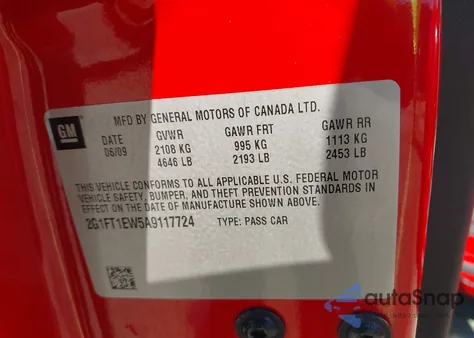 GM
MFD BY GENERAL MOTORS OF CANADA LTD.
DATE GVWR GAWR FRT GAWR RR
06/09 2108 KG 995 KG 1113 KG
4646 LB 2193 LB 2453 LB
THIS VEHICLE CONFORMS TO ALL APPLICABLE U.S. FEDERAL MOTOR
VEHICLE SAFETY, BUMPER, AND THEFT PREVENTION STANDARDS IN
EFFECT ON THE DATE OF MANUFACTURE SHOWN ABOVE.
2G1FT1EW5A9117724 TYPE: PASS CAR
autoSnap